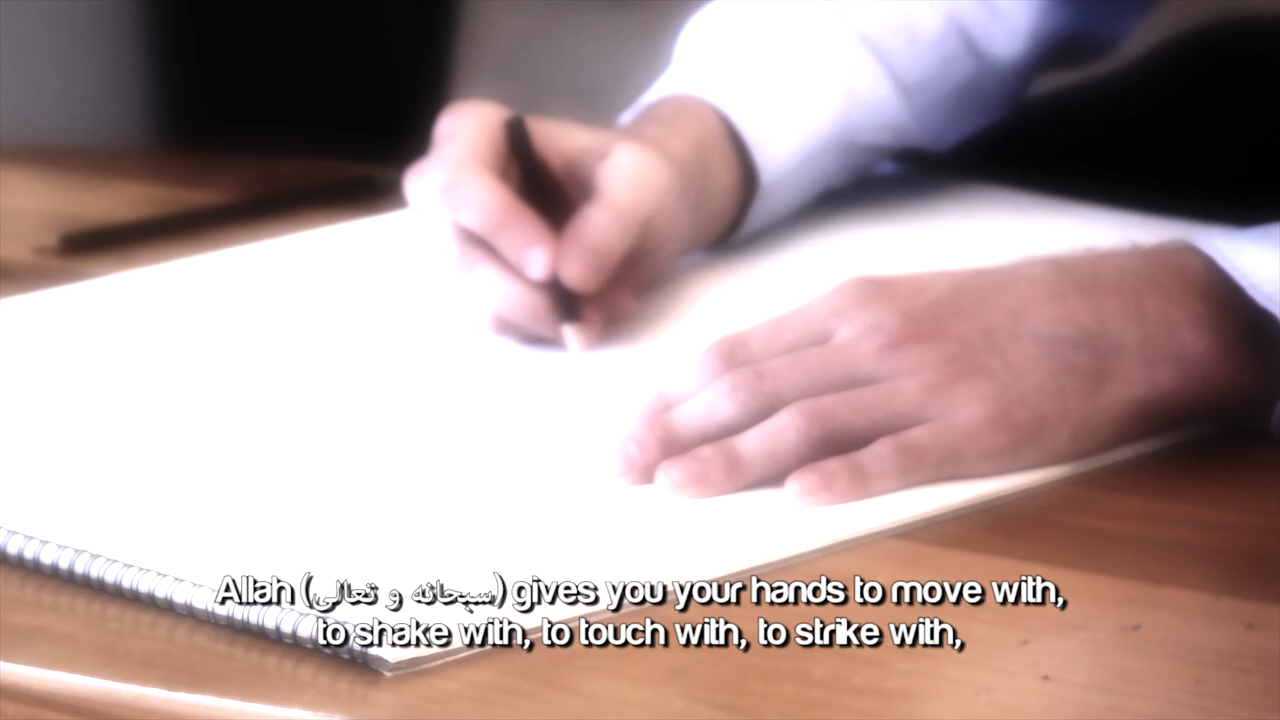 Allah (سبحانه و تعالى) gives you your hands to move with,
to shake with, to touch with, to strike with,